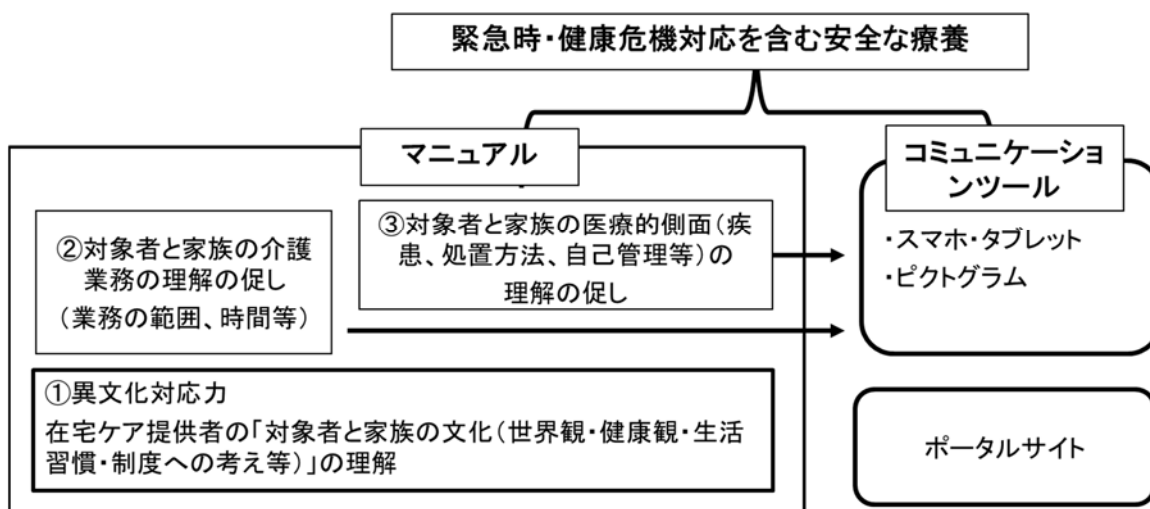 緊急時・健康危機対応を含む安全な療養
マニュアル
コミュニケーショ
ンツール
②対象者と家族の介護
業務の理解の促し
（業務の範囲、時間等）
③対象者と家族の医療的側面（疾
患、処置方法、自己管理等）の
理解の促し
・スマホ・タブレット
・ピクトグラム
①異文化対応力
在宅ケア提供者の「対象者と家族の文化（世界観・健康観・生活
習慣・制度への考え等）」の理解
ポータルサイト